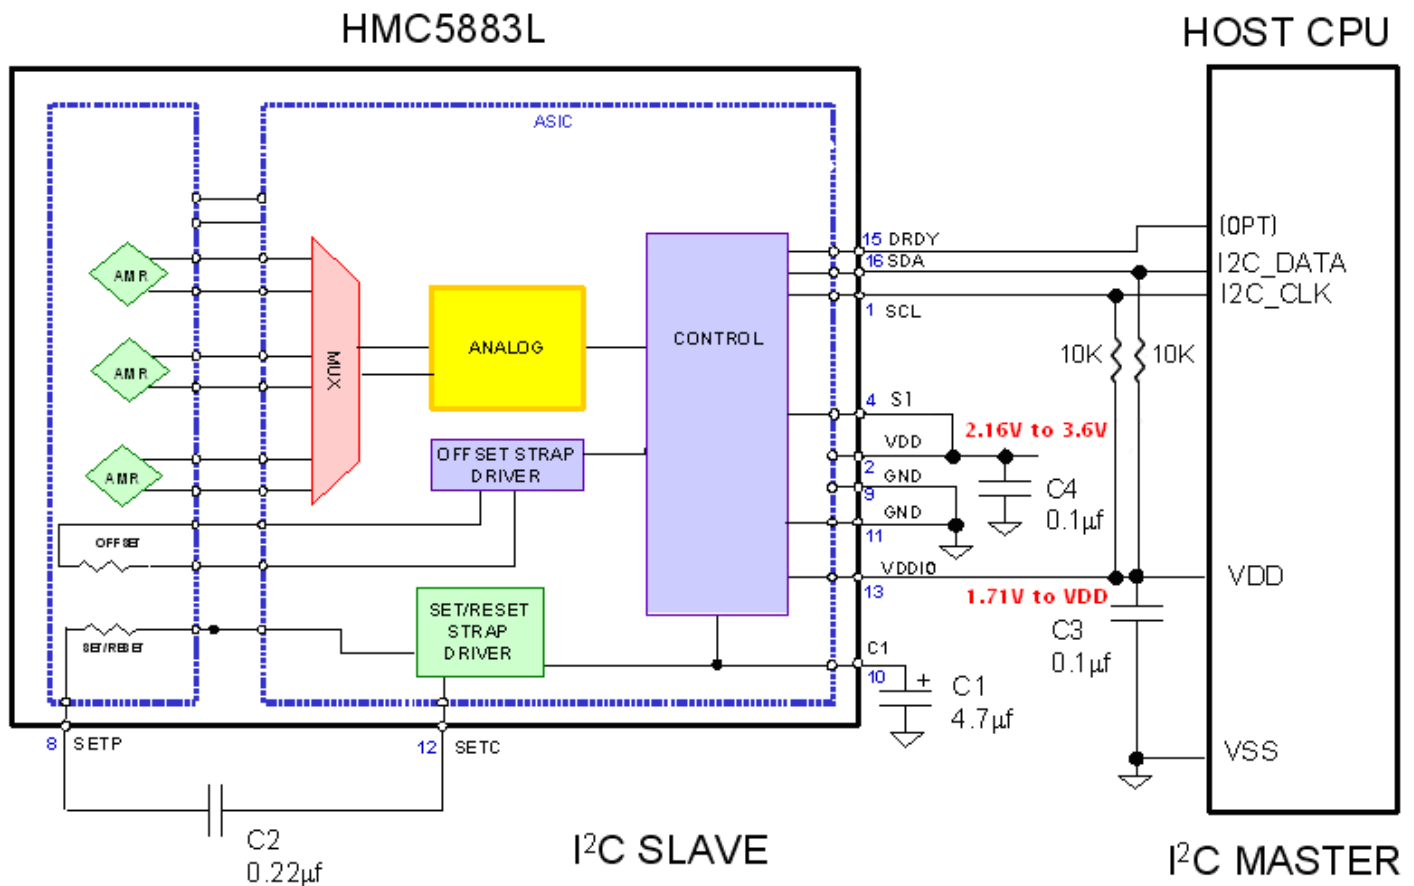 HMC5883L
HOST CPU
ASIC
AMR
AMR
AMR
MUX
ANALOG
OFFSET STRAP
DRIVER
CONTROL
OFFSET
SET/RESET
SET/RESET
STRAP
DRIVER
15 DRDY
16 SDA
1 SCL
4 S1
VDD
2
GND
9
GND
11
VDDIO
13
C1
10
2.16V to 3.6V
C4
0.1µf
1.71V to VDD
C3
0.1µf
+
C1
4.7µf
10K
10K
(OPT)
I2C_DATA
I2C_CLK
VDD
VSS
8 SETP
12 SETC
C2
0.22µf
I²C SLAVE
I²C MASTER